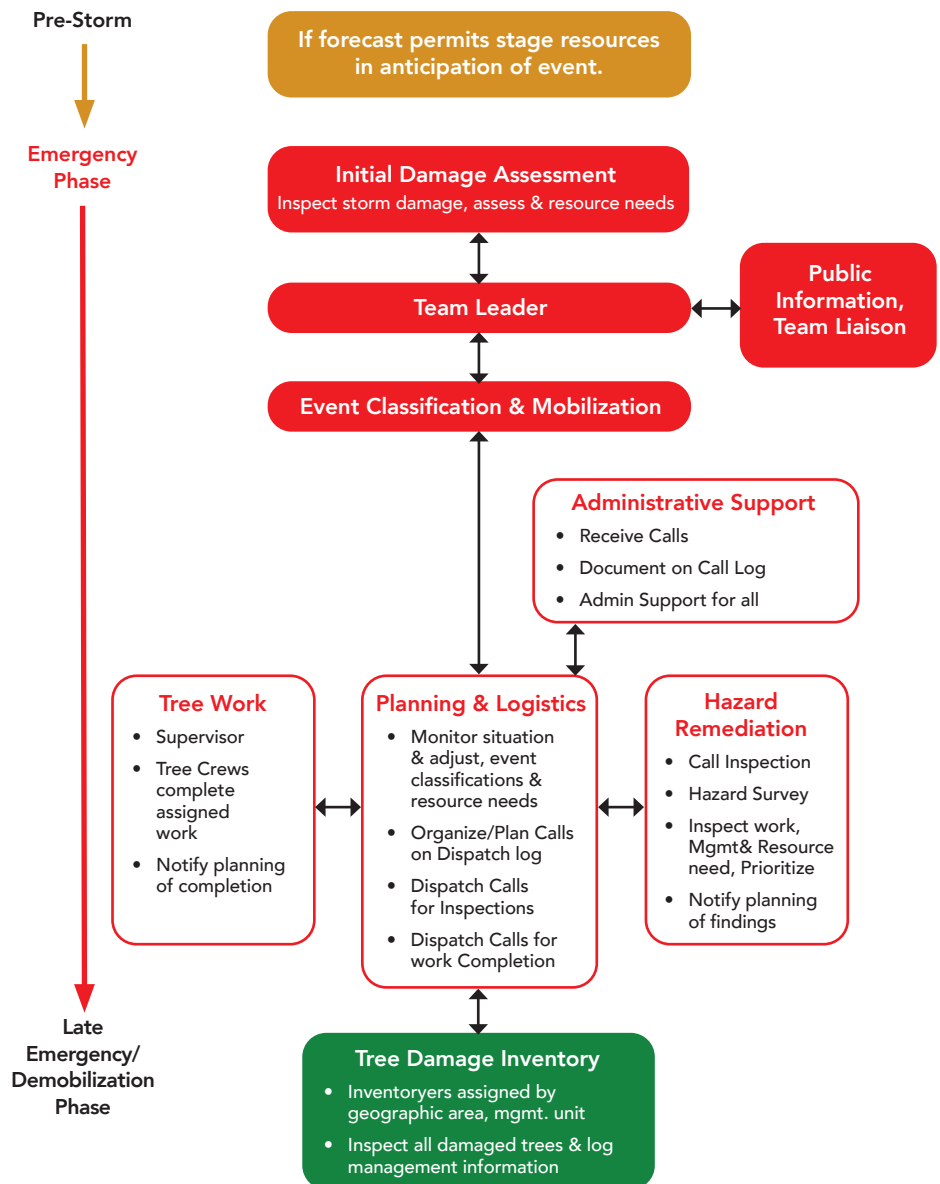 Pre-Storm
If forecast permits stage resources
in anticipation of event.
Emergency
Phase
Initial Damage Assessment
Inspect storm damage, assess & resource needs
Team Leader
Public
Information,
Team Liaison
Event Classification & Mobilization
Administrative Support
• Receive Calls
• Document on Call Log
• Admin Support for all
Tree Work
• Supervisor
• Tree Crews
complete
assigned
work
• Notify planning
of completion
Planning & Logistics
• Monitor situation
& adjust, event
classifications &
resource needs
• Organize/Plan Calls
on Dispatch log
• Dispatch Calls
for Inspections
• Dispatch Calls for
work Completion
Hazard
Remediation
• Call Inspection
• Hazard Survey
• Inspect work,
Mgmt& Resource
need, Prioritize
• Notify planning
of findings
Late
Emergency/
Demobilization
Phase
Tree Damage Inventory
• Inventoryers assigned by
geographic area, mgmt. unit
• Inspect all damaged trees & log
management information